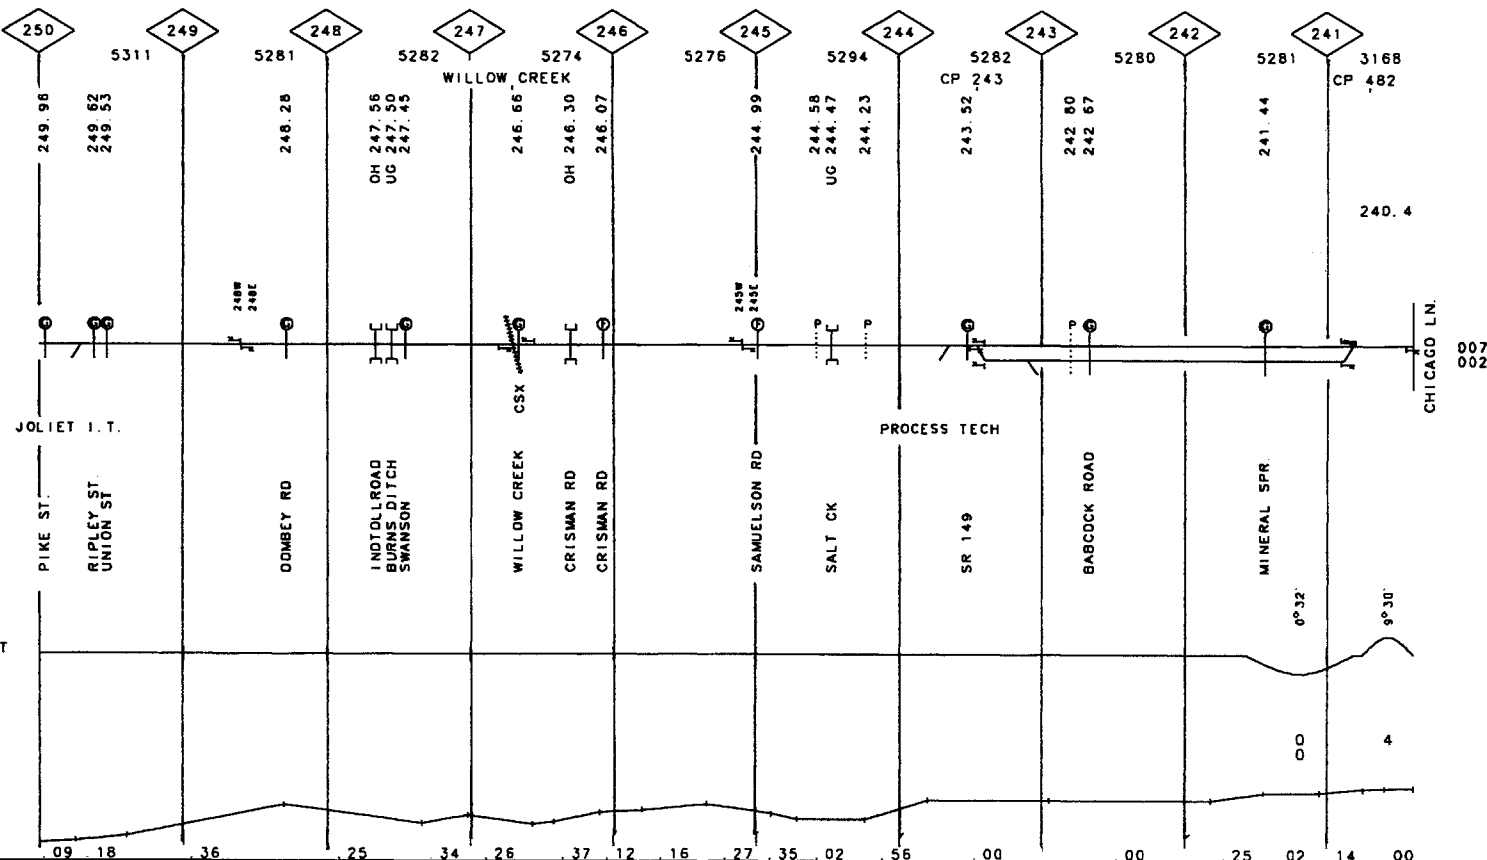 250 249 248 247 246 245 244 243 242 241
5311 5281 5282 5274 5276 5294 5282 5280 5281 3168
WILLOW CREEK
CP 243
CP 482
249.96
249.62
249.53
248.28
OH 247.56
UG 247.50
247.45
246.66
OH 246.30
246.07
244.99
244.58
UG 244.47
244.23
243.52
242.80
242.67
241.44
240.4
248W
248E
245W
245E
G G G G G G F F P P G P G G
CSX
CHICAGO LN.
007
002
JOLIET I.T.
PROCESS TECH
PIKE ST.
RIPLEY ST.
UNION ST
DOMBEY RD
INDTOLLROAD
BURNS DITCH
SWANSON
WILLOW CREEK
CRISMAN RD
CRISMAN RD
SAMUELSON RD
SALT CK
SR 149
BABCOCK ROAD
MINERAL SPR.
0°32'
9°30'
T
0
0
4
.09 .18 .36 .25 .34 .26 .37 .12 .16 .27 .35 .02 .56 .00 .00 .25 .02 .14 .00